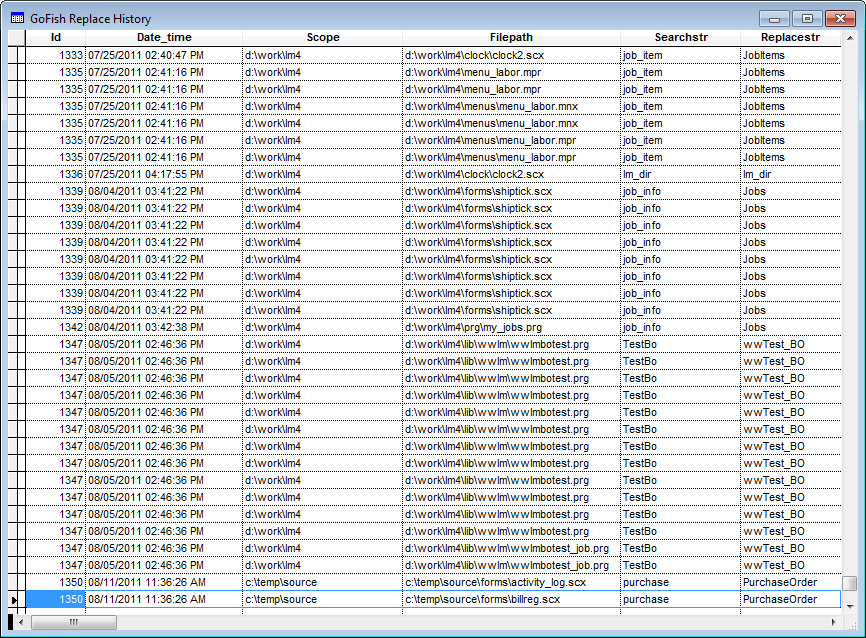 GoFish Replace History
Id Date_time Scope Filepath Searchstr Replacestr
1333 07/25/2011 02:40:47 PM d:\work\lm4 d:\work\lm4\clock\clock2.scx job_item JobItems
1335 07/25/2011 02:41:16 PM d:\work\lm4 d:\work\lm4\menu_labor.mpr job_item JobItems
1335 07/25/2011 02:41:16 PM d:\work\lm4 d:\work\lm4\menu_labor.mpr job_item JobItems
1335 07/25/2011 02:41:16 PM d:\work\lm4 d:\work\lm4\menus\menu_labor.mnx job_item JobItems
1335 07/25/2011 02:41:16 PM d:\work\lm4 d:\work\lm4\menus\menu_labor.mnx job_item JobItems
1335 07/25/2011 02:41:16 PM d:\work\lm4 d:\work\lm4\menus\menu_labor.mpr job_item JobItems
1335 07/25/2011 02:41:16 PM d:\work\lm4 d:\work\lm4\menus\menu_labor.mpr job_item JobItems
1336 07/25/2011 04:17:55 PM d:\work\lm4 d:\work\lm4\clock\clock2.scx lm_dir lm_dir
1339 08/04/2011 03:41:22 PM d:\work\lm4 d:\work\lm4\forms\shiptick.scx job_info Jobs
1339 08/04/2011 03:41:22 PM d:\work\lm4 d:\work\lm4\forms\shiptick.scx job_info Jobs
1339 08/04/2011 03:41:22 PM d:\work\lm4 d:\work\lm4\forms\shiptick.scx job_info Jobs
1339 08/04/2011 03:41:22 PM d:\work\lm4 d:\work\lm4\forms\shiptick.scx job_info Jobs
1339 08/04/2011 03:41:22 PM d:\work\lm4 d:\work\lm4\forms\shiptick.scx job_info Jobs
1339 08/04/2011 03:41:22 PM d:\work\lm4 d:\work\lm4\forms\shiptick.scx job_info Jobs
1339 08/04/2011 03:41:22 PM d:\work\lm4 d:\work\lm4\forms\shiptick.scx job_info Jobs
1339 08/04/2011 03:41:22 PM d:\work\lm4 d:\work\lm4\forms\shiptick.scx job_info Jobs
1342 08/04/2011 03:42:38 PM d:\work\lm4 d:\work\lm4\prg\my_jobs.prg job_info Jobs
1347 08/05/2011 02:46:36 PM d:\work\lm4 d:\work\lm4\lib\wwlm\wwlmbotest.prg TestBo wwTest_BO
1347 08/05/2011 02:46:36 PM d:\work\lm4 d:\work\lm4\lib\wwlm\wwlmbotest.prg TestBo wwTest_BO
1347 08/05/2011 02:46:36 PM d:\work\lm4 d:\work\lm4\lib\wwlm\wwlmbotest.prg TestBo wwTest_BO
1347 08/05/2011 02:46:36 PM d:\work\lm4 d:\work\lm4\lib\wwlm\wwlmbotest.prg TestBo wwTest_BO
1347 08/05/2011 02:46:36 PM d:\work\lm4 d:\work\lm4\lib\wwlm\wwlmbotest.prg TestBo wwTest_BO
1347 08/05/2011 02:46:36 PM d:\work\lm4 d:\work\lm4\lib\wwlm\wwlmbotest.prg TestBo wwTest_BO
1347 08/05/2011 02:46:36 PM d:\work\lm4 d:\work\lm4\lib\wwlm\wwlmbotest.prg TestBo wwTest_BO
1347 08/05/2011 02:46:36 PM d:\work\lm4 d:\work\lm4\lib\wwlm\wwlmbotest.prg TestBo wwTest_BO
1347 08/05/2011 02:46:36 PM d:\work\lm4 d:\work\lm4\lib\wwlm\wwlmbotest.prg TestBo wwTest_BO
1347 08/05/2011 02:46:36 PM d:\work\lm4 d:\work\lm4\lib\wwlm\wwlmbotest.prg TestBo wwTest_BO
1347 08/05/2011 02:46:36 PM d:\work\lm4 d:\work\lm4\lib\wwlm\wwlmbotest.prg TestBo wwTest_BO
1347 08/05/2011 02:46:36 PM d:\work\lm4 d:\work\lm4\lib\wwlm\wwlmbotest.prg TestBo wwTest_BO
1347 08/05/2011 02:46:36 PM d:\work\lm4 d:\work\lm4\lib\wwlm\wwlmbotest_job.prg TestBo wwTest_BO
1350 08/11/2011 11:36:26 AM c:\temp\source c:\temp\source\forms\activity_log.scx purchase PurchaseOrder
1350 08/11/2011 11:36:26 AM c:\temp\source c:\temp\source\forms\billreg.scx purchase PurchaseOrder